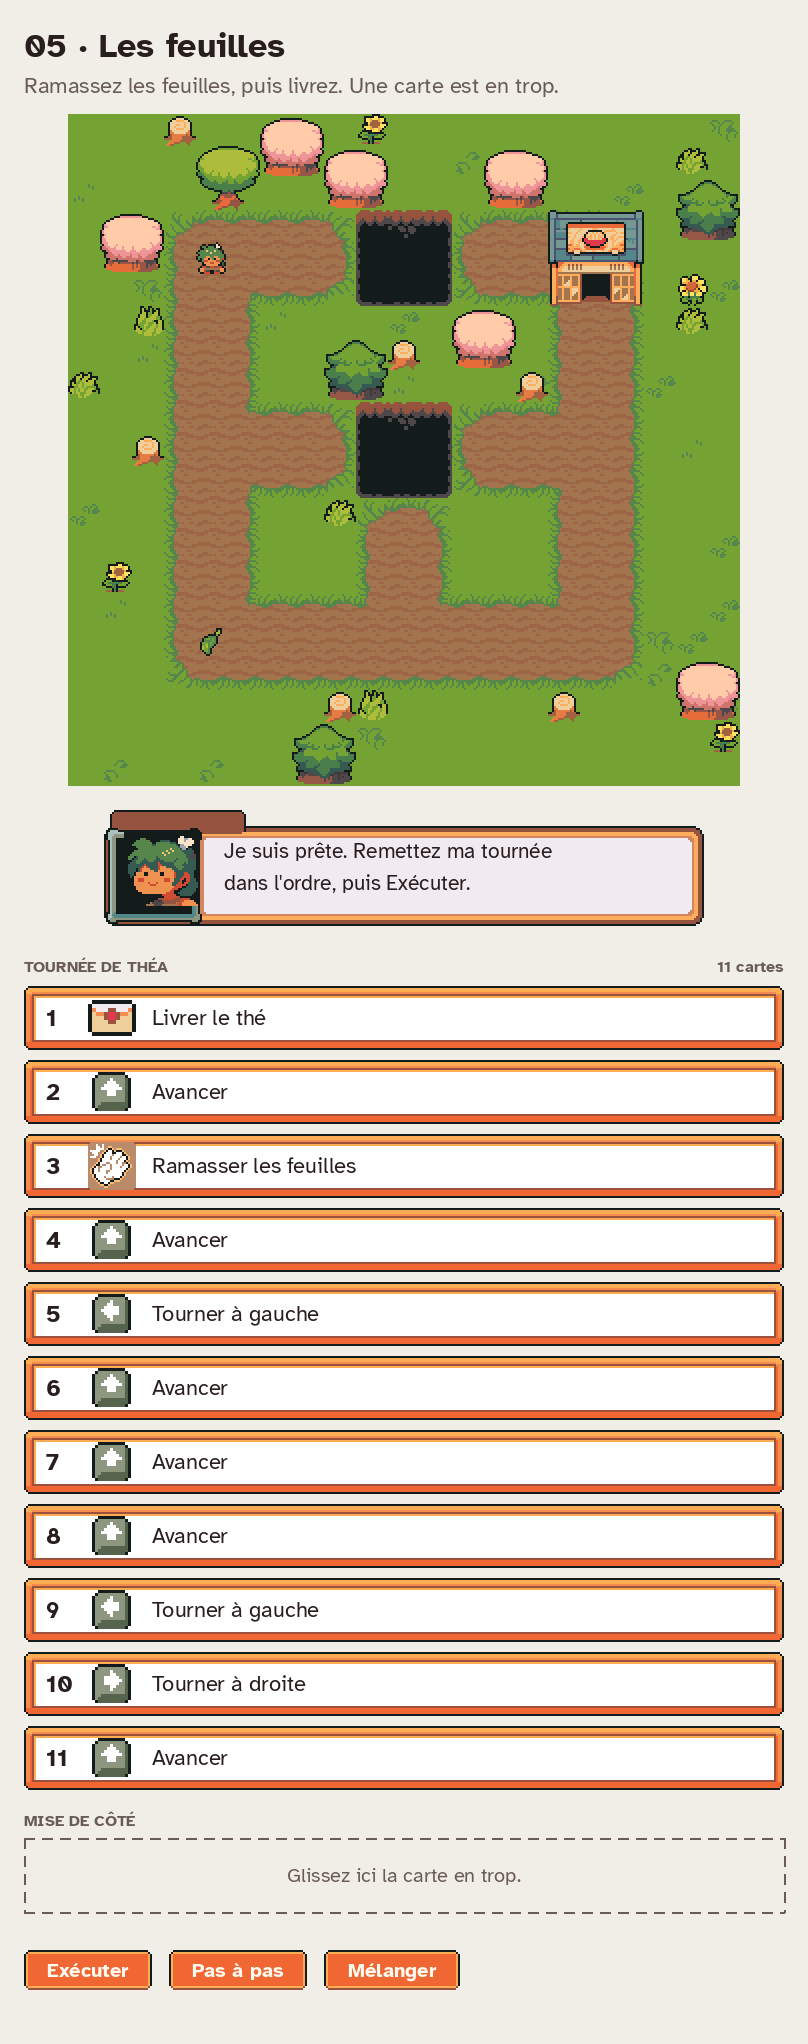 05 · Les feuilles
Ramassez les feuilles, puis livrez. Une carte est en trop.
Je suis prête. Remettez ma tournée
dans l'ordre, puis Exécuter.
TOURNÉE DE THÉA 11 cartes
1 Livrer le thé
2 Avancer
3 Ramasser les feuilles
4 Avancer
5 Tourner à gauche
6 Avancer
7 Avancer
8 Avancer
9 Tourner à gauche
10 Tourner à droite
11 Avancer
MISE DE CÔTÉ
Glissez ici la carte en trop.
Exécuter Pas à pas Mélanger